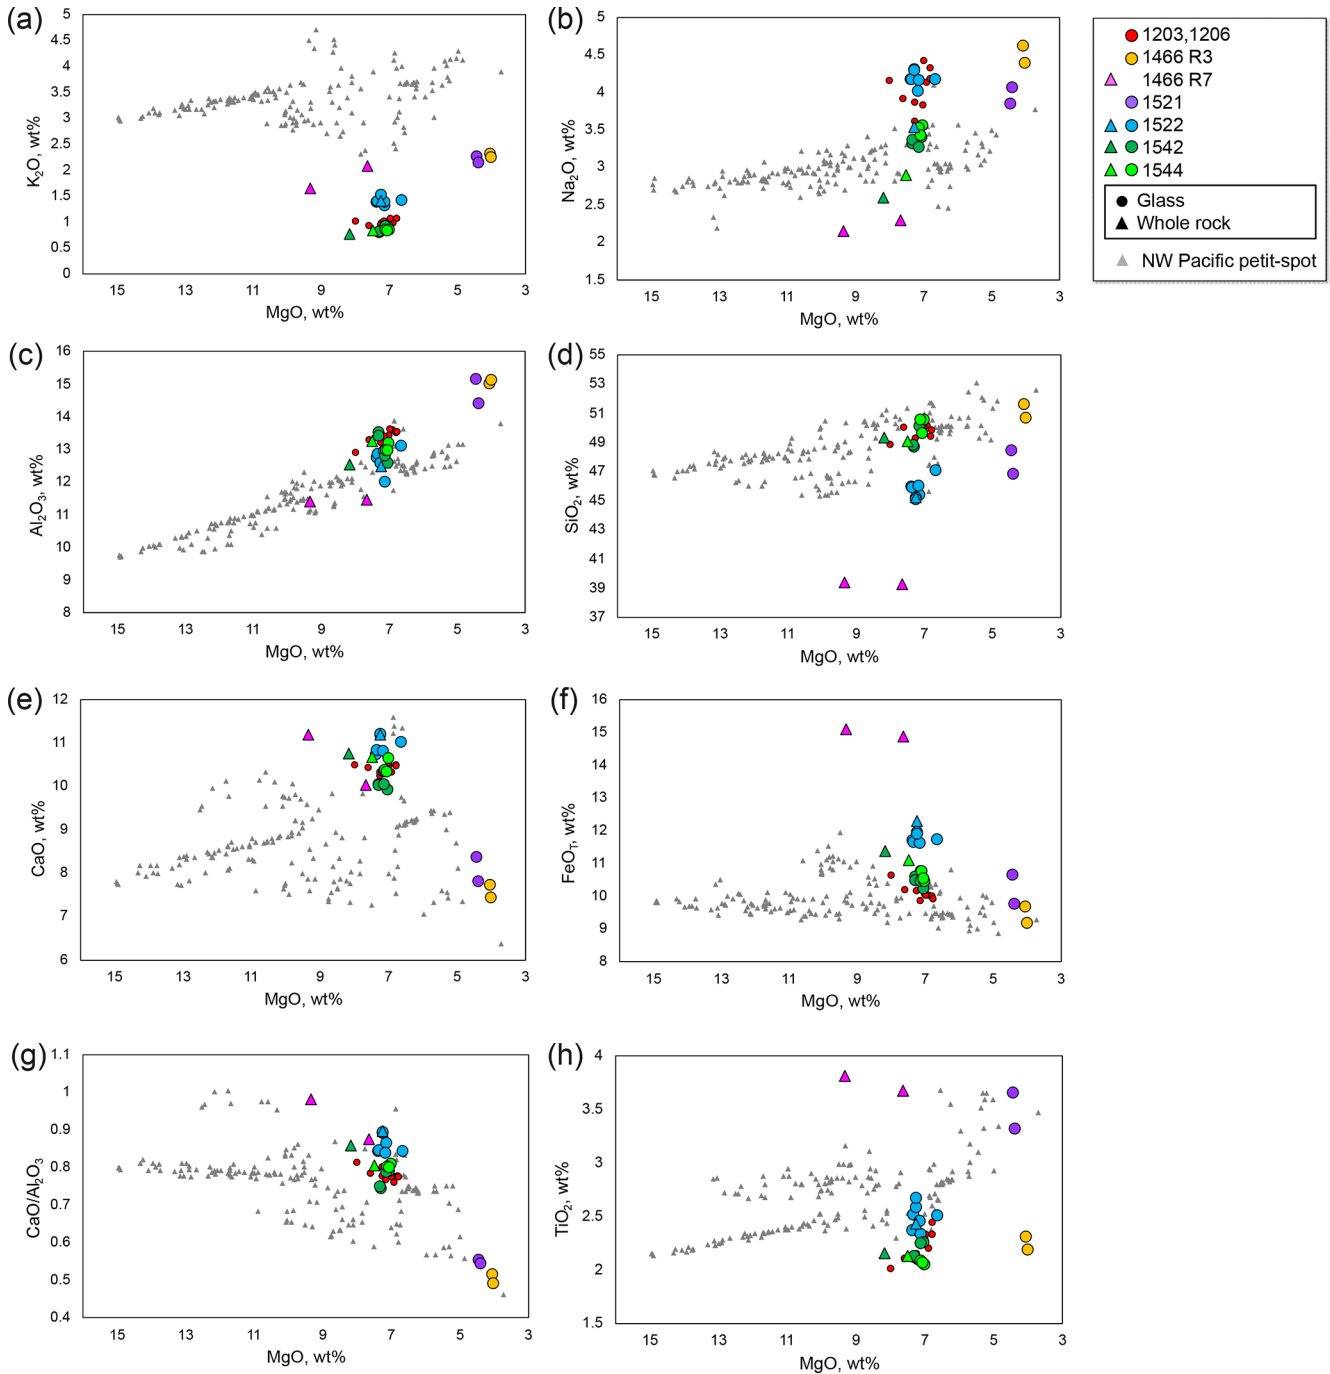 (a)
5
4.5
4
3.5
3
2.5
2
1.5
1
0.5
0
K2O, wt%
15 13 11 9 7 5 3
MgO, wt%
(b)
5
4.5
4
3.5
3
2.5
2
1.5
Na2O, wt%
15 13 11 9 7 5 3
MgO, wt%
1203,1206
1466 R3
1466 R7
1521
1522
1542
1544
Glass
Whole rock
NW Pacific petit-spot
(c)
16
15
14
13
12
11
10
9
8
Al2O3, wt%
15 13 11 9 7 5 3
MgO, wt%
(d)
55
53
51
49
47
45
43
41
39
37
SiO2, wt%
15 13 11 9 7 5 3
MgO, wt%
(e)
12
11
10
9
8
7
6
CaO, wt%
15 13 11 9 7 5 3
MgO, wt%
(f)
16
15
14
13
12
11
10
9
8
FeOT, wt%
15 13 11 9 7 5 3
MgO, wt%
(g)
1.1
1
0.9
0.8
0.7
0.6
0.5
0.4
CaO/Al2O3
15 13 11 9 7 5 3
MgO, wt%
(h)
4
3.5
3
2.5
2
1.5
TiO2, wt%
15 13 11 9 7 5 3
MgO, wt%